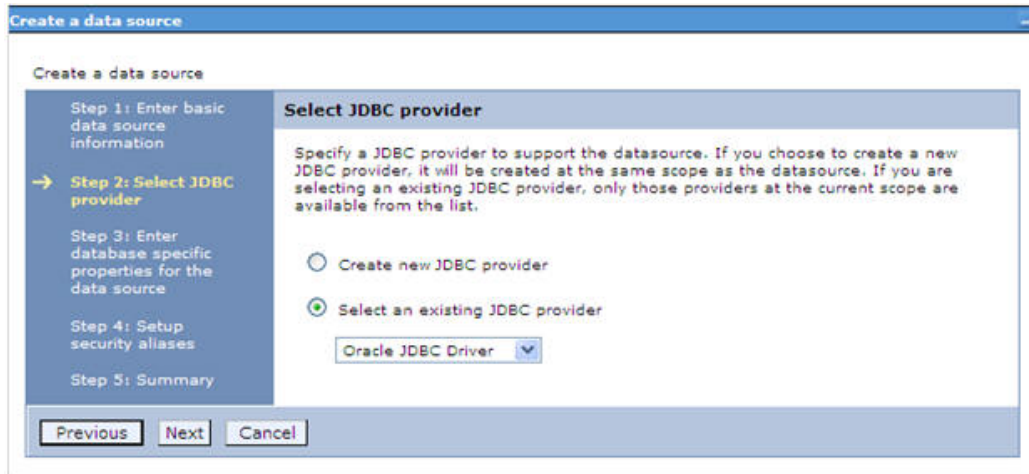 Create a data source
Create a data source
Step 1: Enter basic
data source
information
Step 2: Select JDBC
provider
Step 3: Enter
database specific
properties for the
data source
Step 4: Setup
security aliases
Step 5: Summary
Select JDBC provider
Specify a JDBC provider to support the datasource. If you choose to create a new
JDBC provider, it will be created at the same scope as the datasource. If you are
selecting an existing JDBC provider, only those providers at the current scope are
available from the list.
Create new JDBC provider
Select an existing JDBC provider
Oracle JDBC Driver
Previous Next Cancel